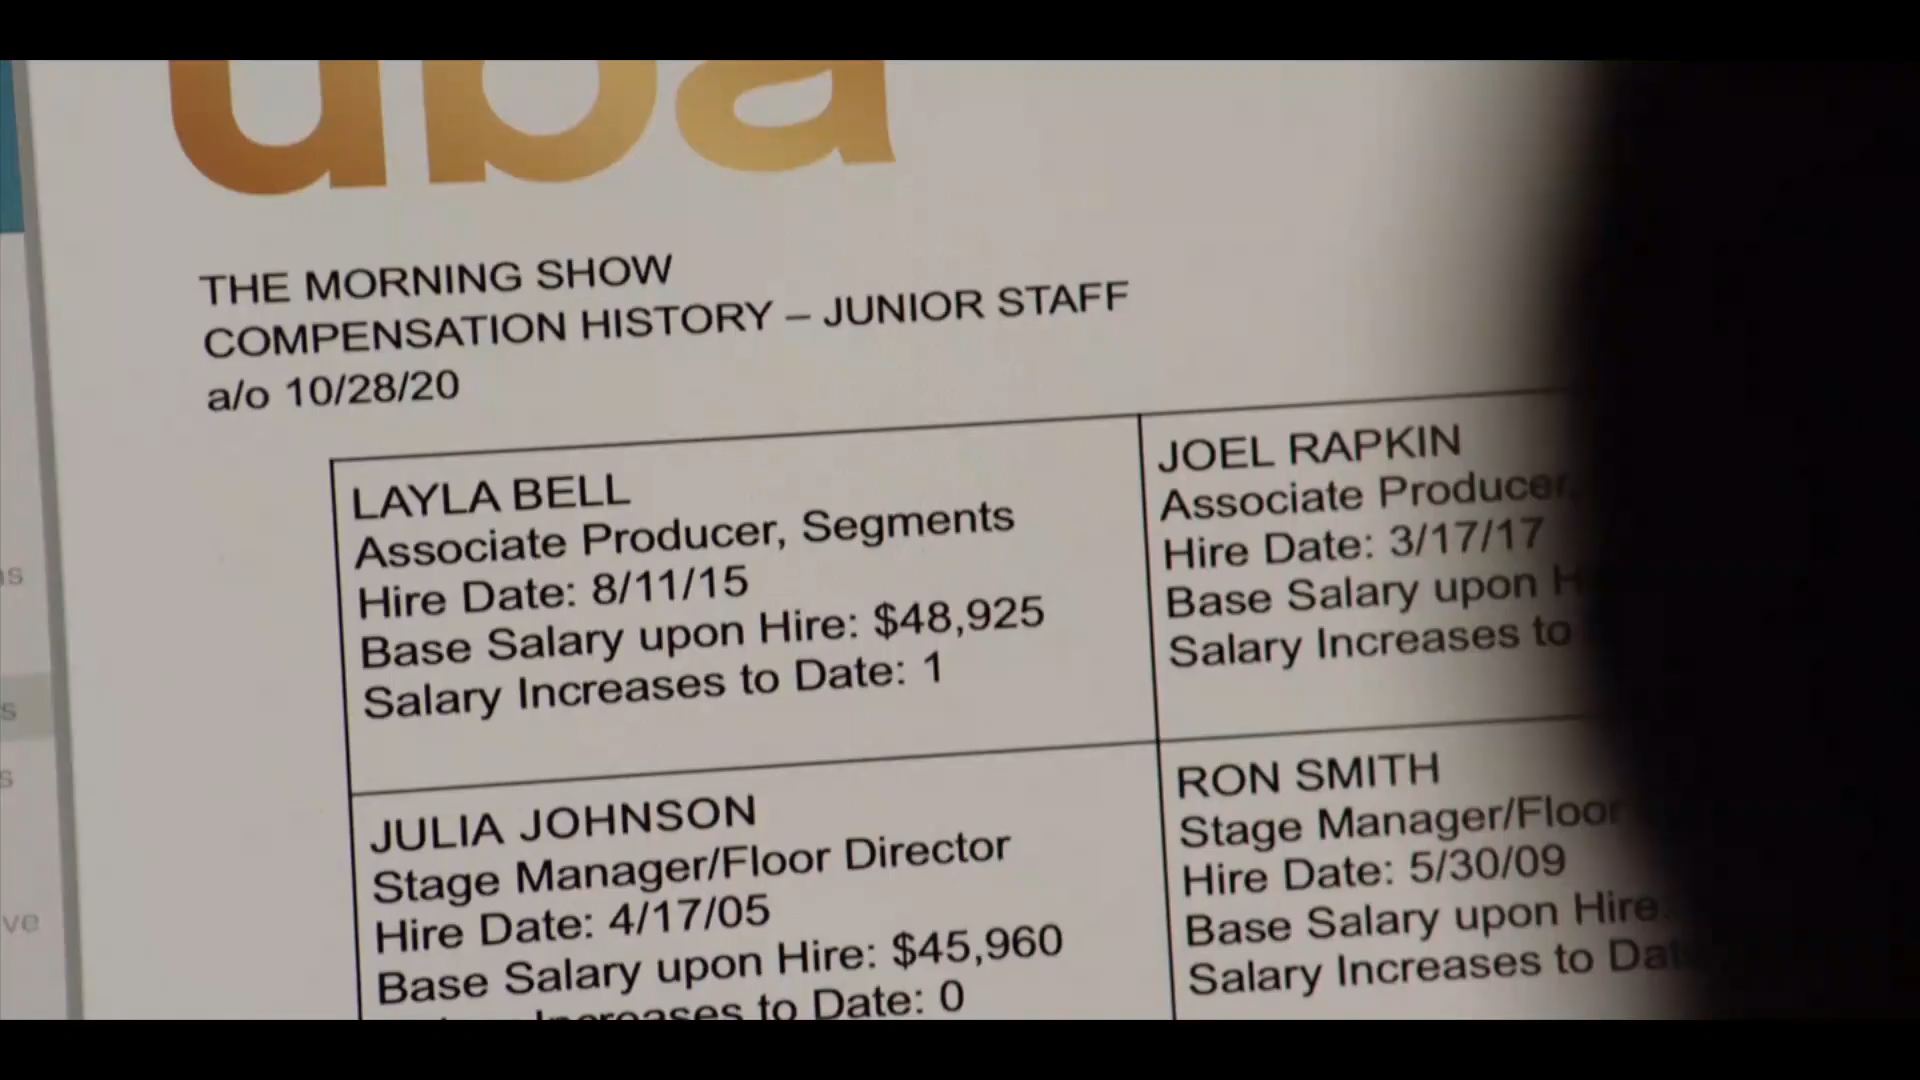 uba
THE MORNING SHOW
COMPENSATION HISTORY – JUNIOR STAFF
a/o 10/28/20
LAYLA BELL
Associate Producer, Segments
Hire Date: 8/11/15
Base Salary upon Hire: $48,925
Salary Increases to Date: 1
JOEL RAPKIN
Associate Producer,
Hire Date: 3/17/17
Base Salary upon
Salary Increases to
JULIA JOHNSON
Stage Manager/Floor Director
Hire Date: 4/17/05
Base Salary upon Hire: $45,960
Increases to Date: 0
RON SMITH
Stage Manager/Floor
Hire Date: 5/30/09
Base Salary upon Hire:
Salary Increases to